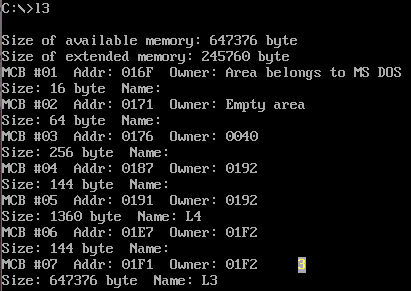 C:\>l3
Size of available memory: 647376 byte
Size of extended memory: 245760 byte
MCB #01  Addr: 016F  Owner: Area belongs to MS DOS
Size: 16 byte  Name:
MCB #02  Addr: 0171  Owner: Empty area
Size: 64 byte  Name:
MCB #03  Addr: 0176  Owner: 0040
Size: 256 byte  Name:
MCB #04  Addr: 0187  Owner: 0192
Size: 144 byte  Name:
MCB #05  Addr: 0191  Owner: 0192
Size: 1360 byte  Name: L4
MCB #06  Addr: 01E7  Owner: 01F2
Size: 144 byte  Name:
MCB #07  Addr: 01F1  Owner: 01F2     3
Size: 647376 byte  Name: L3